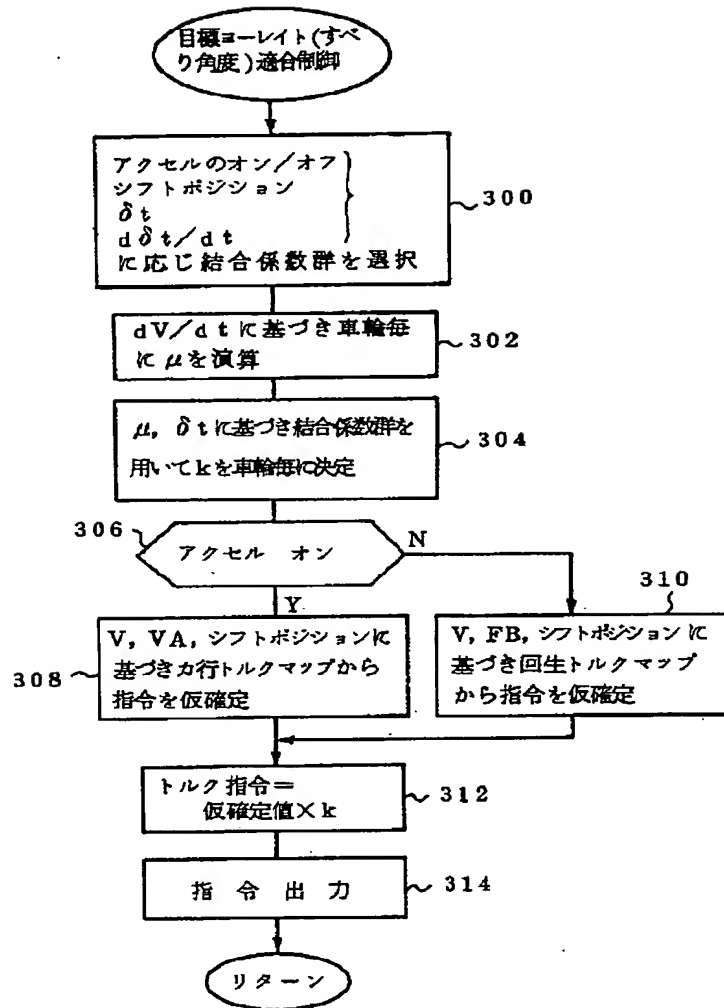 目標ヨーレイト(すべ
り角度)適合制御
アクセルのオン/オフ
シフトポジション
δt
dδt/dt
に応じ結合係数群を選択
300
dV/dtに基づき車輪毎
にμを演算
302
μ, δtに基づき結合係数群を
用いてkを車輪毎に決定
304
306
アクセル オン
N
Y
V, VA, シフトポジションに
基づき力行トルクマップから
指令を仮確定
308
310
V, FB, シフトポジションに
基づき回生トルクマップ
から指令を仮確定
トルク指令=
仮確定値×k
312
指令出力
314
リターン